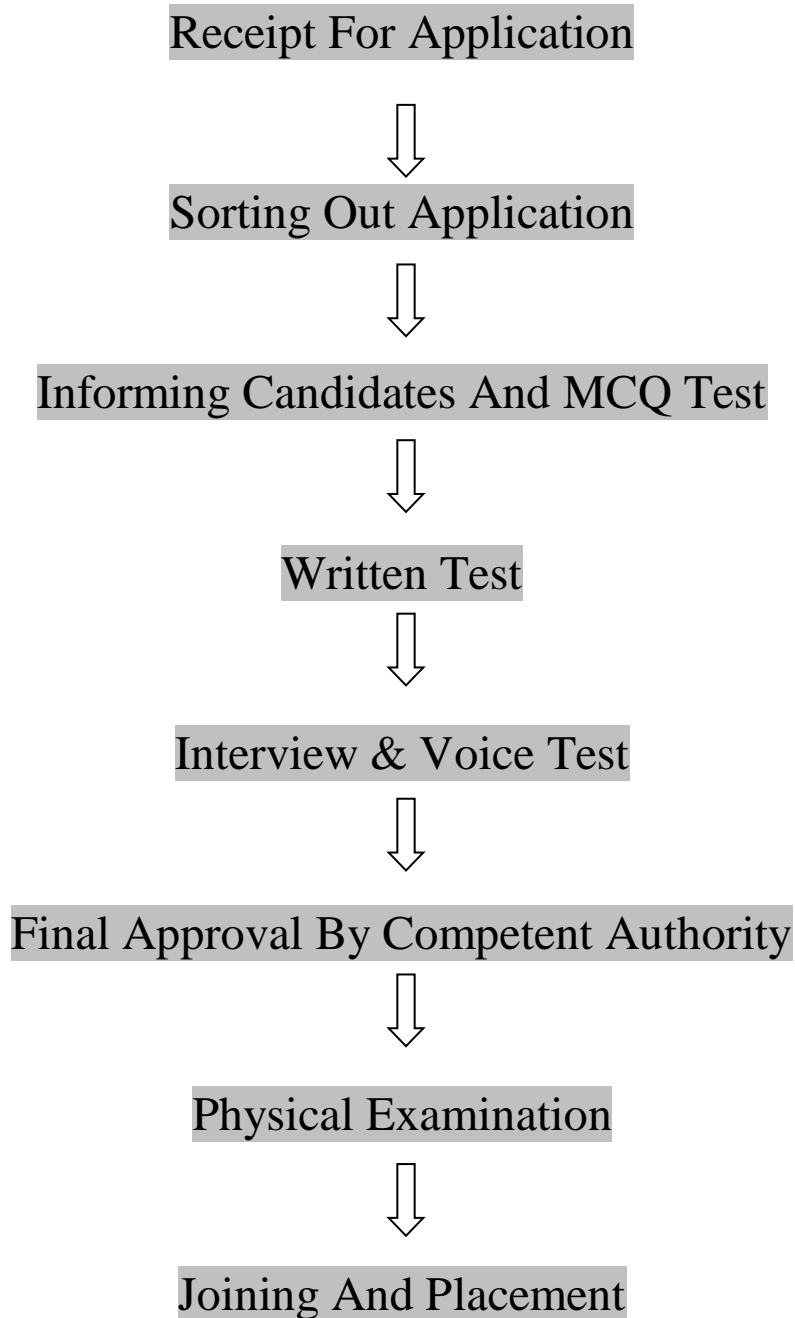 Receipt For Application
Sorting Out Application
Informing Candidates And MCQ Test
Written Test
Interview & Voice Test
Final Approval By Competent Authority
Physical Examination
Joining And Placement